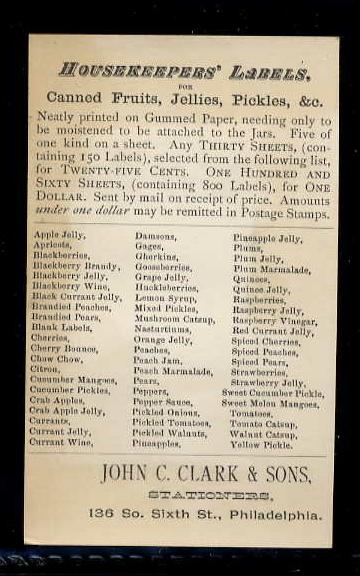 HOUSEKEEPERS' LABELS,
FOR
Canned Fruits, Jellies, Pickles, &c.
Neatly printed on Gummed Paper, needing only to
be moistened to be attached to the Jars. Five of
one kind on a sheet. Any THIRTY SHEETS, (con-
taining 150 Labels), selected from the following list,
for TWENTY-FIVE CENTS. ONE HUNDRED AND
SIXTY SHEETS, (containing 800 Labels), for ONE
DOLLAR. Sent by mail on receipt of price. Amounts
under one dollar may be remitted in Postage Stamps.
Apple Jelly,
Apricots,
Blackberries,
Blackberry Brandy,
Blackberry Jelly,
Blackberry Wine,
Black Currant Jelly,
Brandied Peaches,
Brandied Pears,
Blank Labels,
Cherries,
Cherry Bounce,
Chow Chow,
Citron,
Cucumber Mangoes,
Cucumber Pickles,
Crab Apples,
Crab Apple Jelly,
Currants,
Currant Jelly,
Currant Wine,
Damsons,
Gages,
Gherkins,
Gooseberries,
Grape Jelly,
Huckleberries,
Lemon Syrup,
Mixed Pickles,
Mushroom Catsup,
Nasturtiums,
Orange Jelly,
Peaches,
Peach Jam,
Peach Marmalade,
Pears,
Peppers,
Pepper Sauce,
Pickled Onions,
Pickled Tomatoes,
Pickled Walnuts,
Pineapples,
Pineapple Jelly,
Plums,
Plum Jelly,
Plum Marmalade,
Quinces,
Quince Jelly,
Raspberries,
Raspberry Jelly,
Raspberry Vinegar,
Red Currant Jelly,
Spiced Cherries,
Spiced Peaches,
Spiced Pears,
Strawberries,
Strawberry Jelly,
Sweet Cucumber Pickle,
Sweet Melon Mangoes,
Tomatoes,
Tomato Catsup,
Walnut Catsup,
Yellow Pickle.
JOHN C. CLARK & SONS,
STATIONERS,
136 So. Sixth St., Philadelphia.